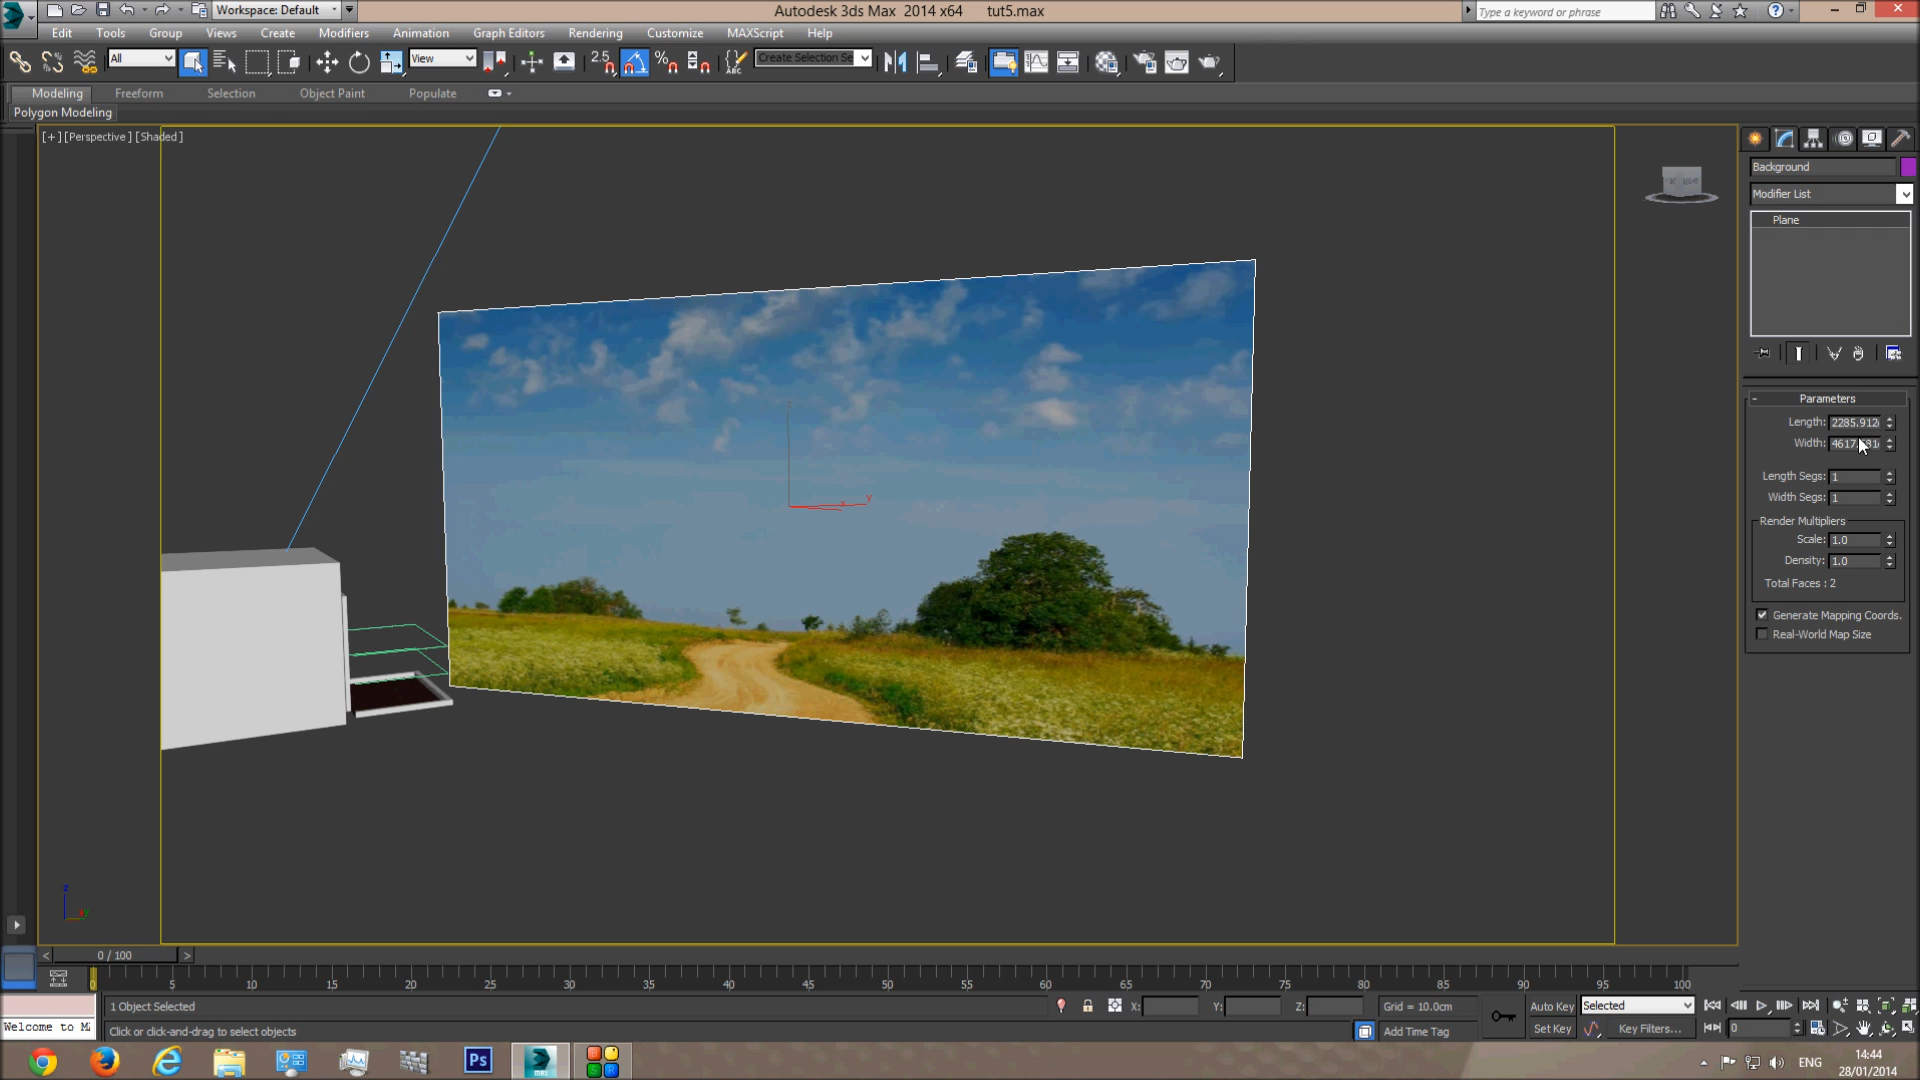 Workspace: Default
Autodesk 3ds Max 2014 x64 tut5.max
Type a keyword or phrase
Edit Tools Group Views Create Modifiers Animation Graph Editors Rendering Customize MAXScript Help
All
View
2.5
Create Selection Se
Modeling Freeform Selection Object Paint Populate
Polygon Modeling
[+] [Perspective] [Shaded]
Background
Modifier List
Plane
- Parameters
Length: 2285.912
Width:
Length Segs: 1
Width Segs: 1
Render Multipliers
Scale: 1.0
Density: 1.0
Total Faces : 2
Generate Mapping Coords.
Real-World Map Size
x y
z
y
< 0 / 100 >
0 5 10 15 20 25 30 35 40 45 50 55 60 65 70 75 80 85 90 95 100
1 Object Selected
X: Y: Z:
Grid = 10.0cm
Auto Key Selected
Welcome to M
Click or click-and-drag to select objects
Add Time Tag
Set Key Key Filters...
0
Ps
S R
ENG
14:44
28/01/2014